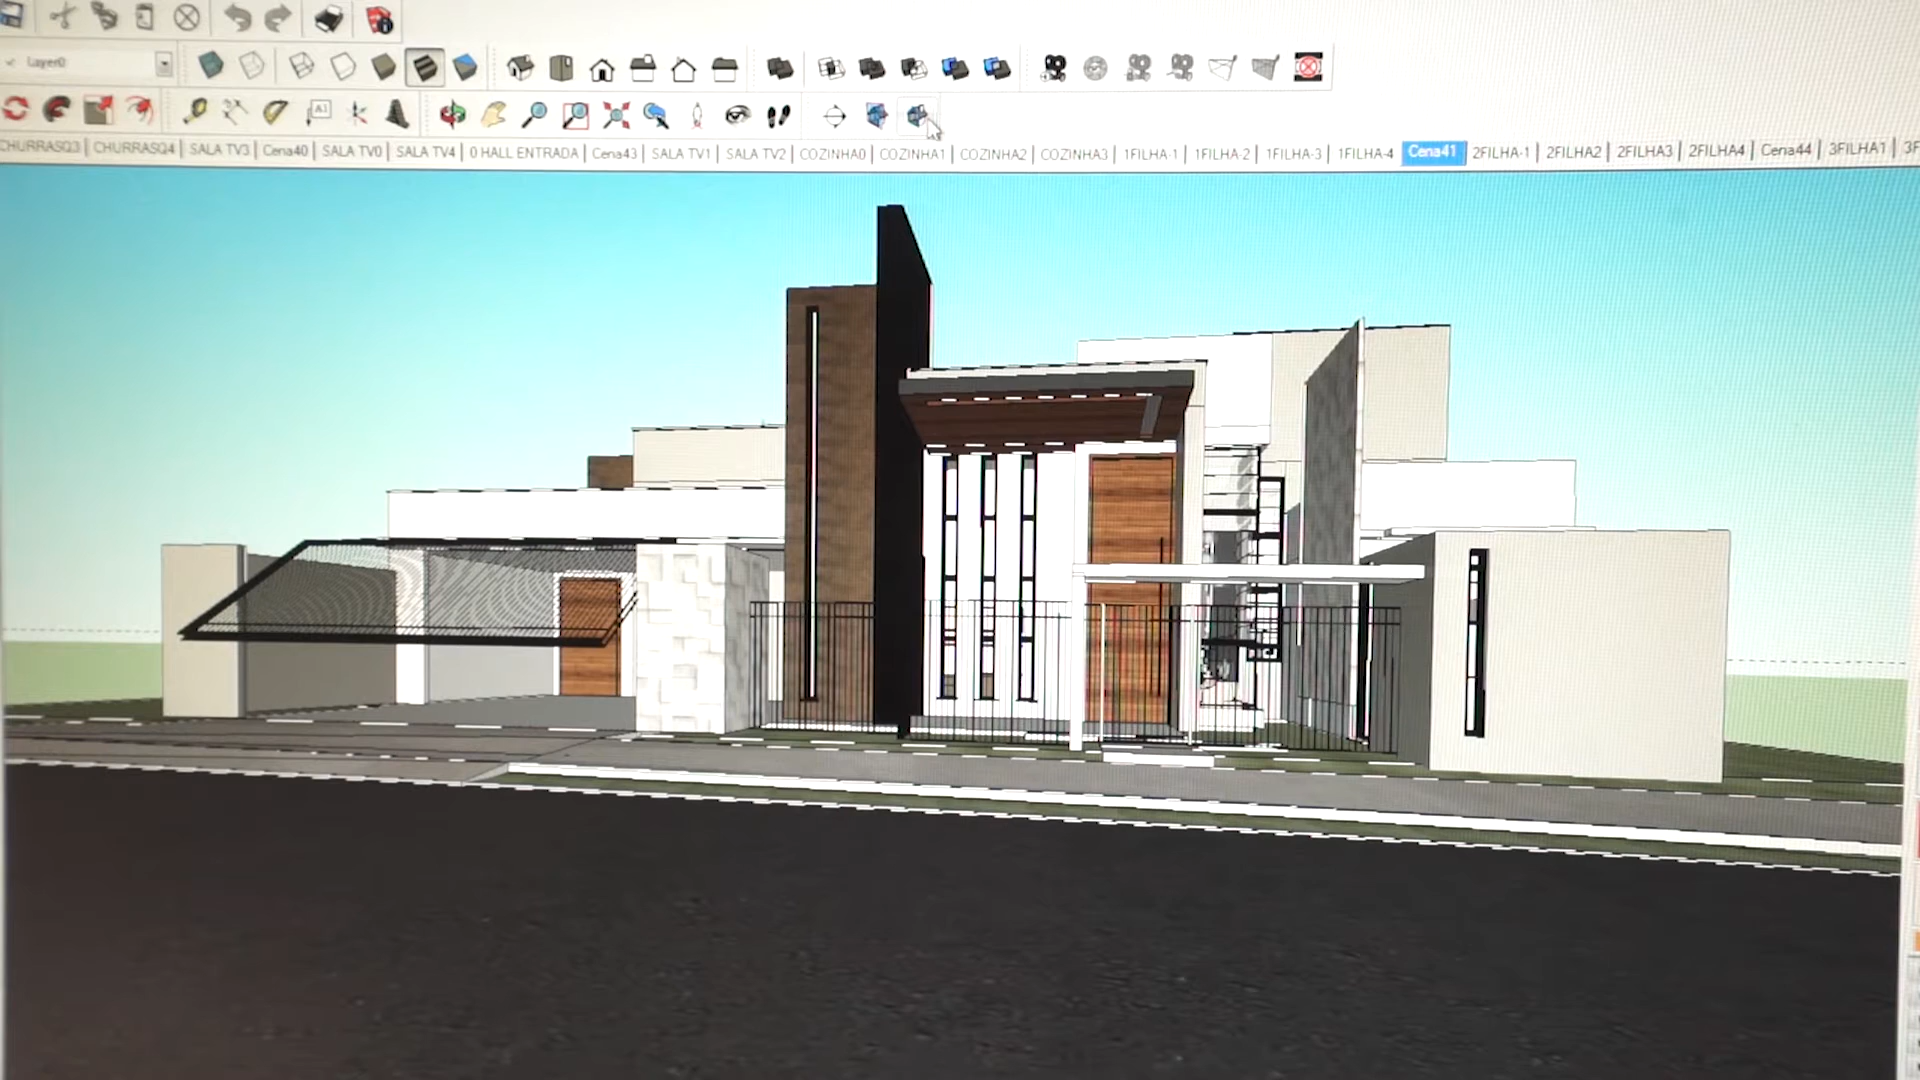 Layer0
A1
CHURRASQ3 CHURRASQ4 SALA TV3 Cena40 SALA TV0 SALA TV4 0 HALL ENTRADA Cena43 SALA TV1 SALA TV2 COZINHA0 COZINHA1 COZINHA2 COZINHA3 1FILHA-1 1FILHA-2 1FILHA-3 1FILHA-4 Cena41 2FILHA-1 2FILHA2 2FILHA3 2FILHA4 Cena44 3FILHA1 3F